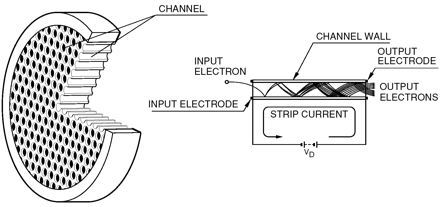 CHANNEL
CHANNEL WALL
OUTPUT
ELECTRODE
INPUT
ELECTRON
OUTPUT
ELECTRONS
INPUT ELECTRODE
STRIP CURRENT
VD